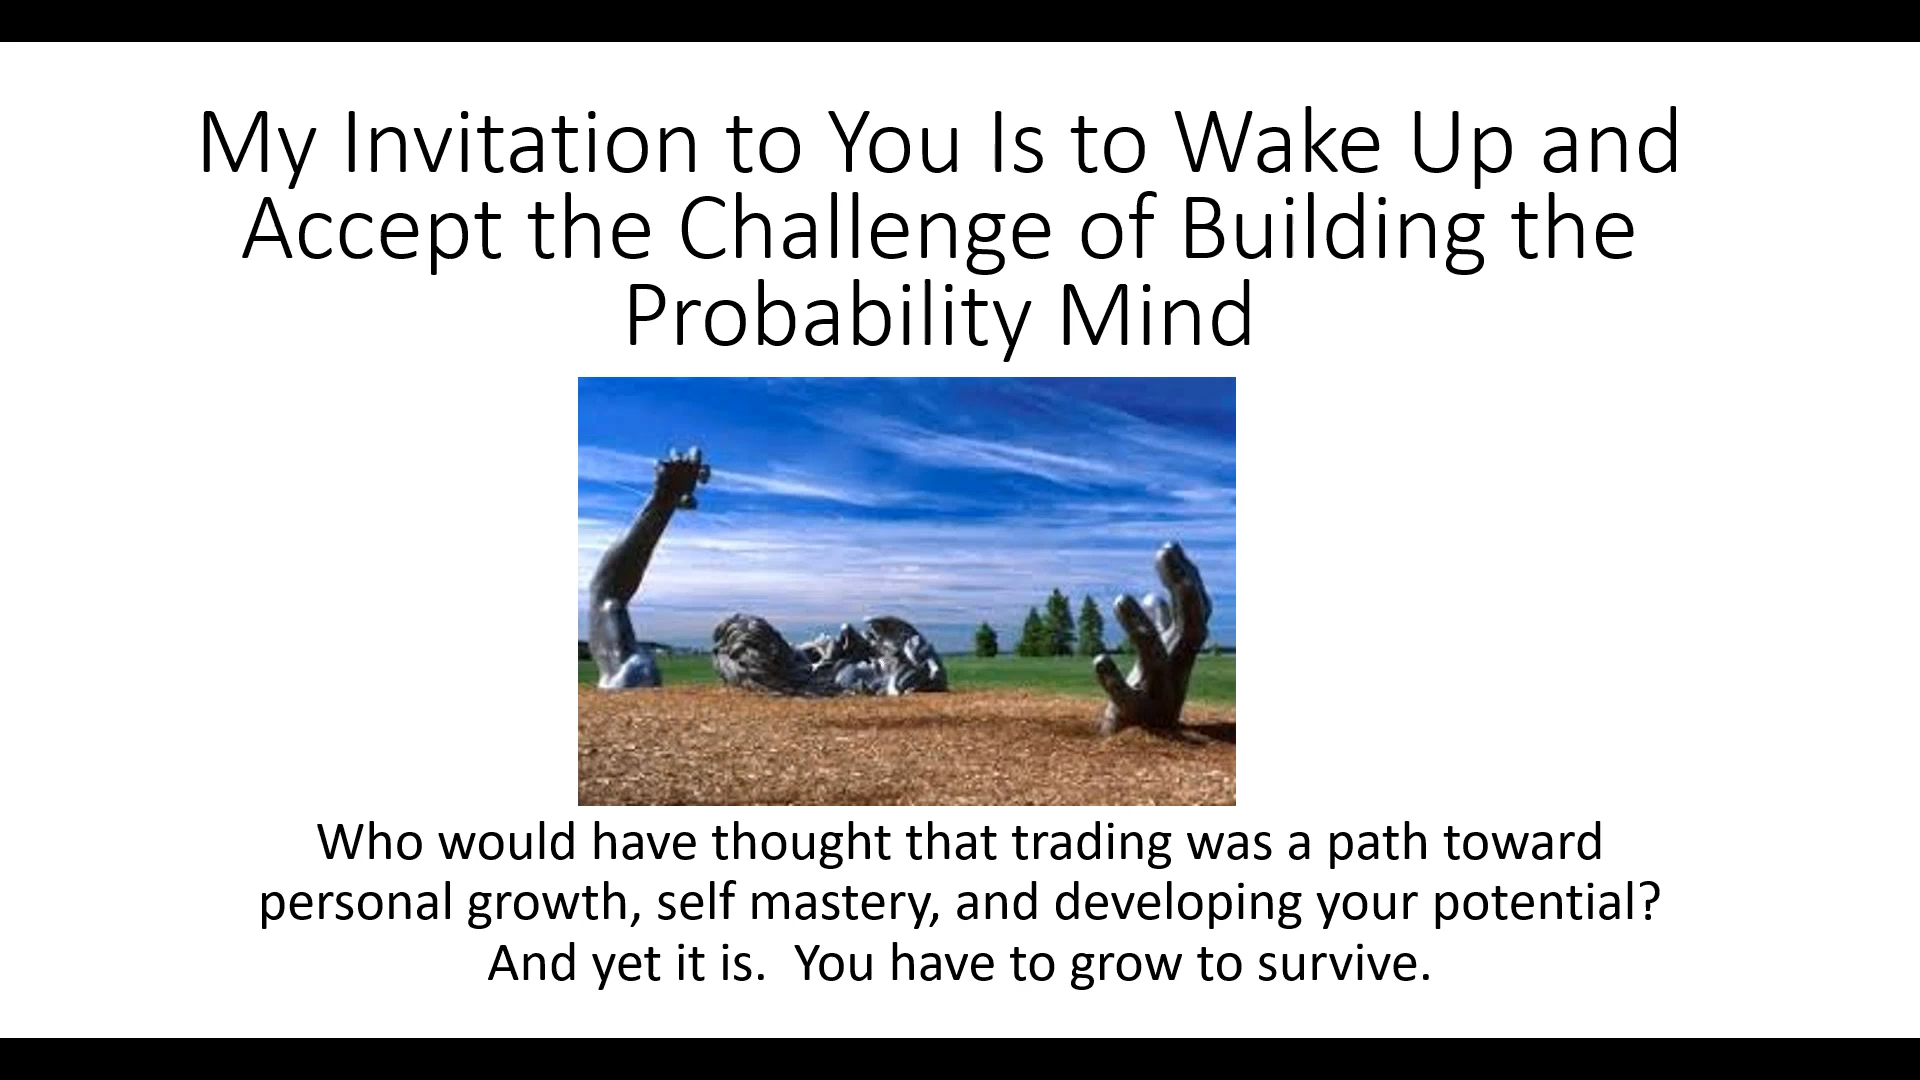 My Invitation to You Is to Wake Up and
Accept the Challenge of Building the
Probability Mind
Who would have thought that trading was a path toward
personal growth, self mastery, and developing your potential?
And yet it is.  You have to grow to survive.